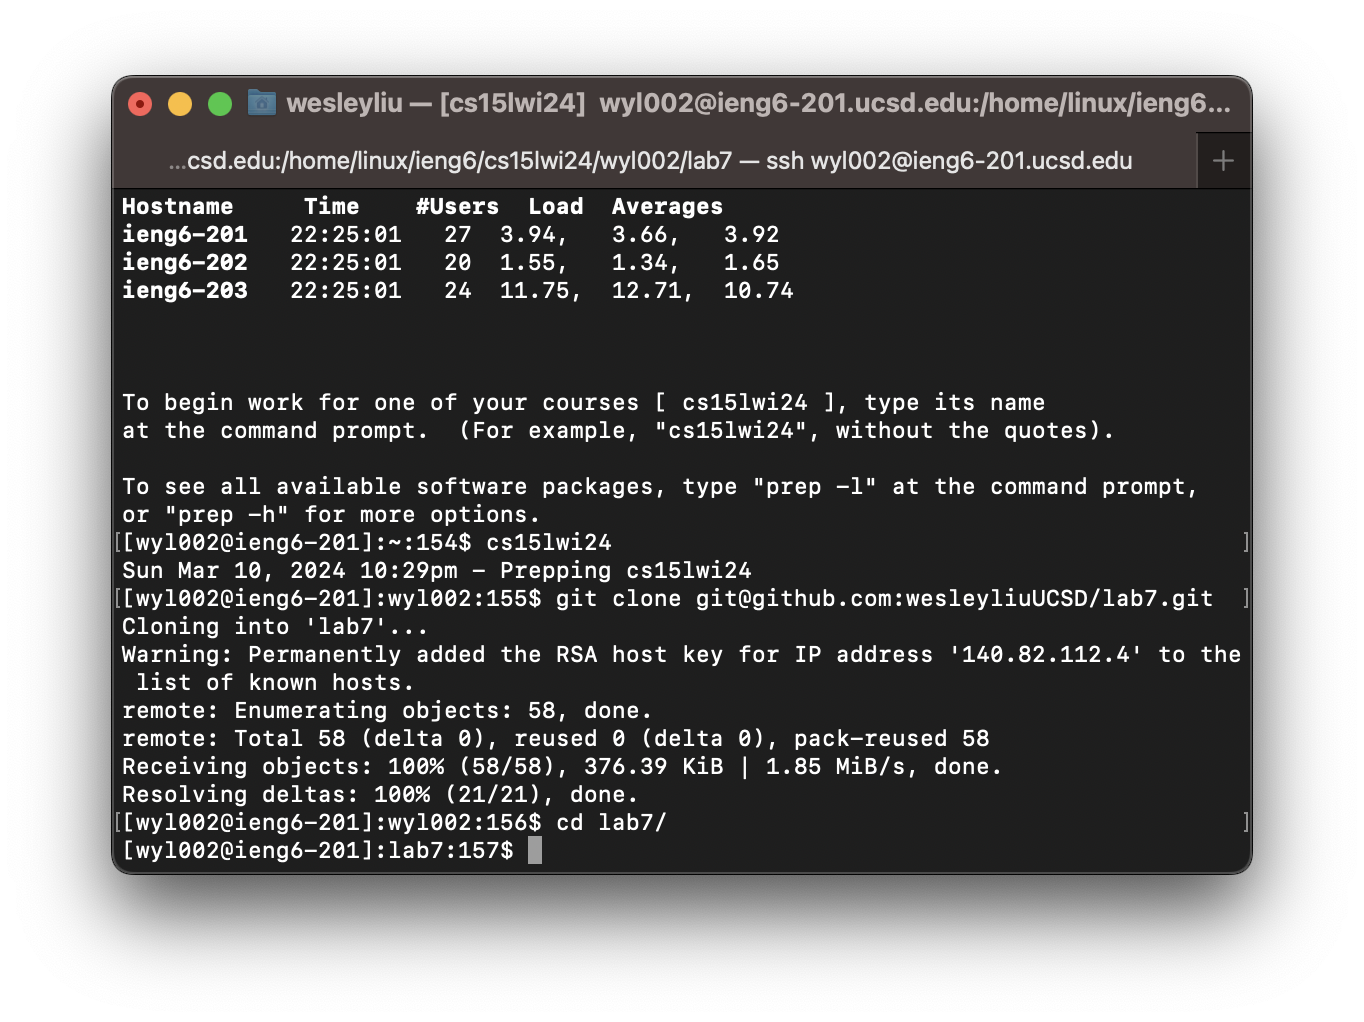 wesleyliu — [cs15lwi24] wyl002@ieng6-201.ucsd.edu:/home/linux/ieng6...
...csd.edu:/home/linux/ieng6/cs15lwi24/wyl002/lab7 — ssh wyl002@ieng6-201.ucsd.edu +
Hostname     Time    #Users  Load  Averages
ieng6-201   22:25:01   27  3.94,   3.66,   3.92
ieng6-202   22:25:01   20  1.55,   1.34,   1.65
ieng6-203   22:25:01   24  11.75,  12.71,  10.74
To begin work for one of your courses [ cs15lwi24 ], type its name
at the command prompt.  (For example, "cs15lwi24", without the quotes).
To see all available software packages, type "prep -l" at the command prompt,
or "prep -h" for more options.
[[wyl002@ieng6-201]:~:154$ cs15lwi24 ]
Sun Mar 10, 2024 10:29pm - Prepping cs15lwi24
[[wyl002@ieng6-201]:wyl002:155$ git clone git@github.com:wesleyliuUCSD/lab7.git ]
Cloning into 'lab7'...
Warning: Permanently added the RSA host key for IP address '140.82.112.4' to the
 list of known hosts.
remote: Enumerating objects: 58, done.
remote: Total 58 (delta 0), reused 0 (delta 0), pack-reused 58
Receiving objects: 100% (58/58), 376.39 KiB | 1.85 MiB/s, done.
Resolving deltas: 100% (21/21), done.
[[wyl002@ieng6-201]:wyl002:156$ cd lab7/ ]
[wyl002@ieng6-201]:lab7:157$